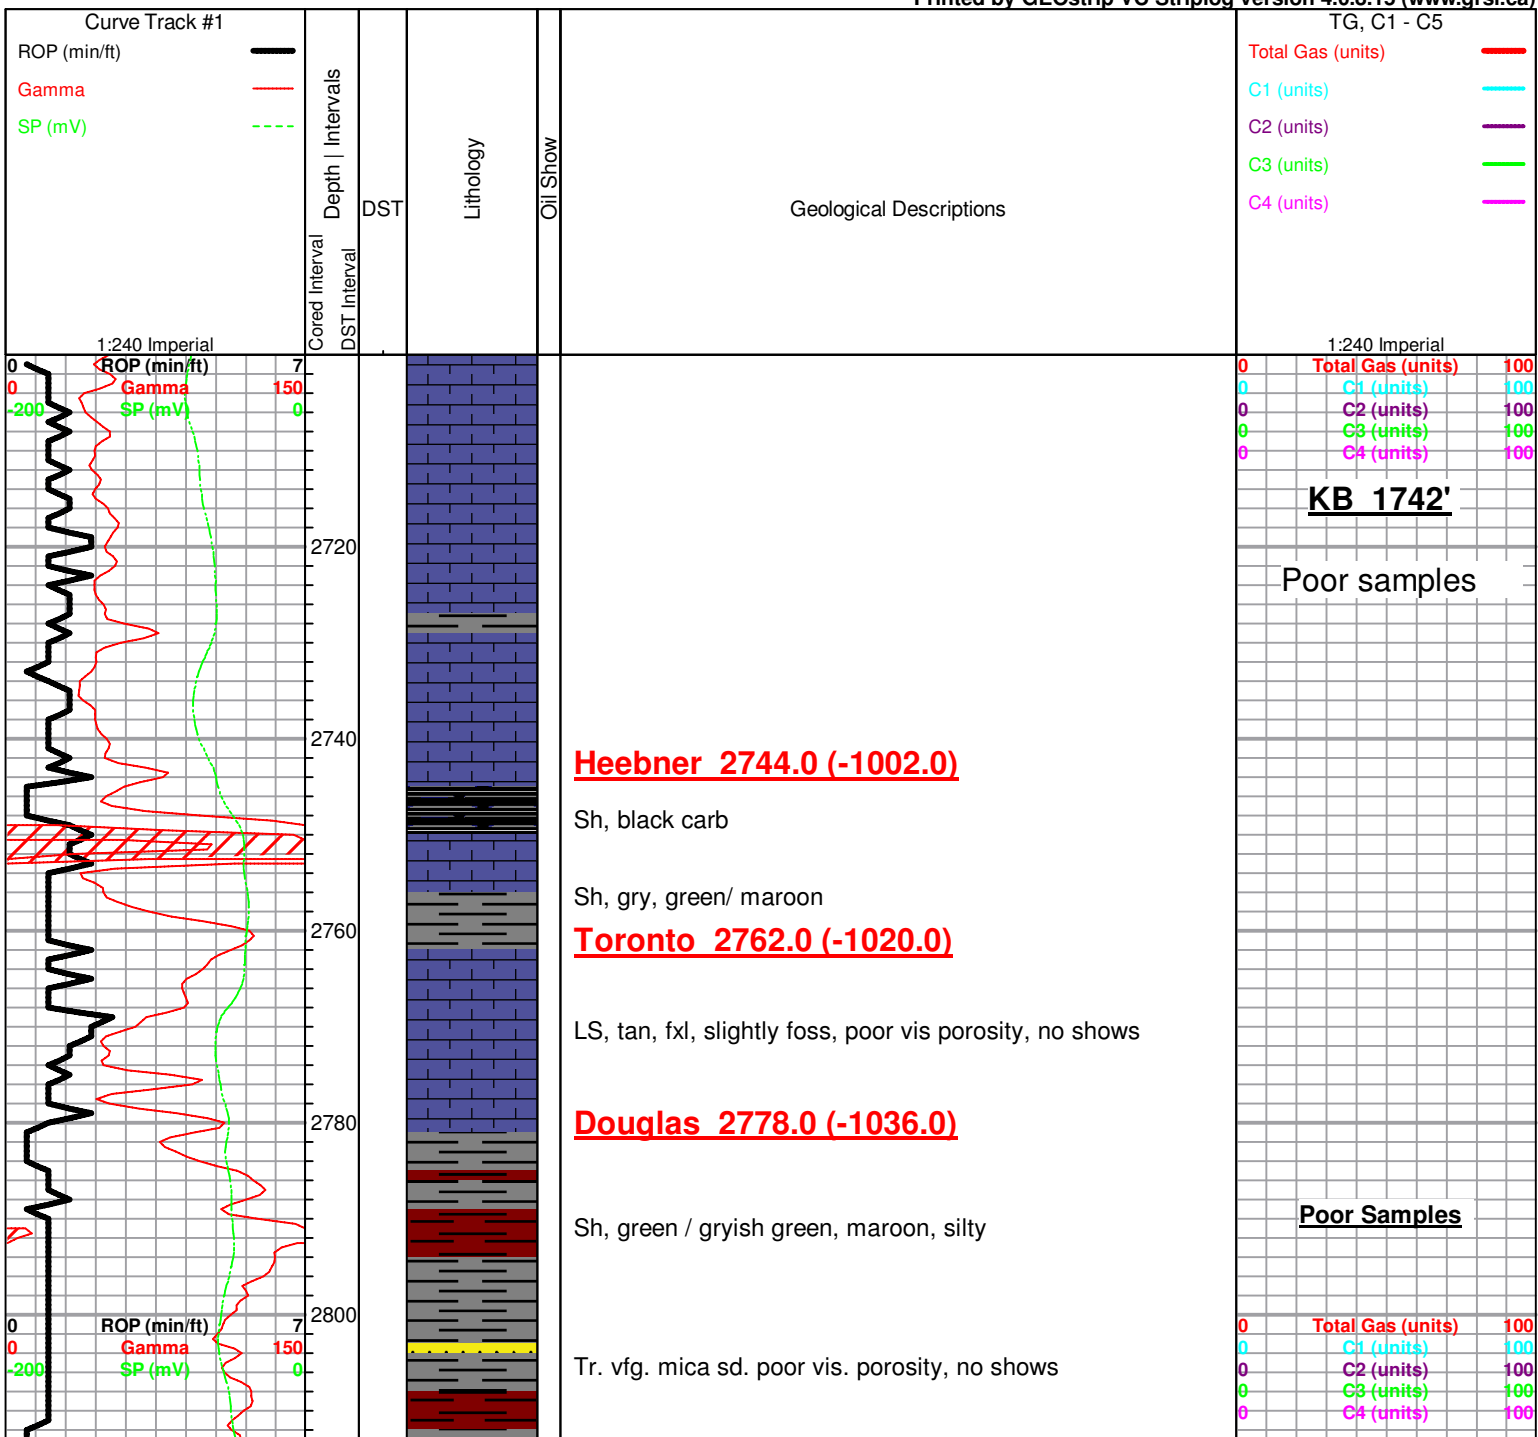 Printed by GEOstrip VC Striplog version 4.0.8.15 (www.grsi.ca)
Curve Track #1
ROP (min/ft)
Gamma
SP (mV)
1:240 Imperial
Cored Interval
Depth | Intervals
DST Interval
DST
Lithology
Oil Show
Geological Descriptions
TG, C1 - C5
Total Gas (units)
C1 (units)
C2 (units)
C3 (units)
C4 (units)
1:240 Imperial
0 ROP (min/ft) 7
0 Gamma 150
-200 SP (mV) 0
0 Total Gas (units) 100
0 C1 (units) 100
0 C2 (units) 100
0 C3 (units) 100
0 C4 (units) 100
KB 1742'
2720
Poor samples
2740
Heebner 2744.0 (-1002.0)
Sh, black carb
Sh, gry, green/ maroon
2760
Toronto 2762.0 (-1020.0)
LS, tan, fxl, slightly foss, poor vis porosity, no shows
2780
Douglas 2778.0 (-1036.0)
Poor Samples
Sh, green / gryish green, maroon, silty
2800
0 ROP (min/ft) 7
0 Gamma 150
-200 SP (mV) 0
Tr. vfg. mica sd. poor vis. porosity, no shows
0 Total Gas (units) 100
0 C1 (units) 100
0 C2 (units) 100
0 C3 (units) 100
0 C4 (units) 100